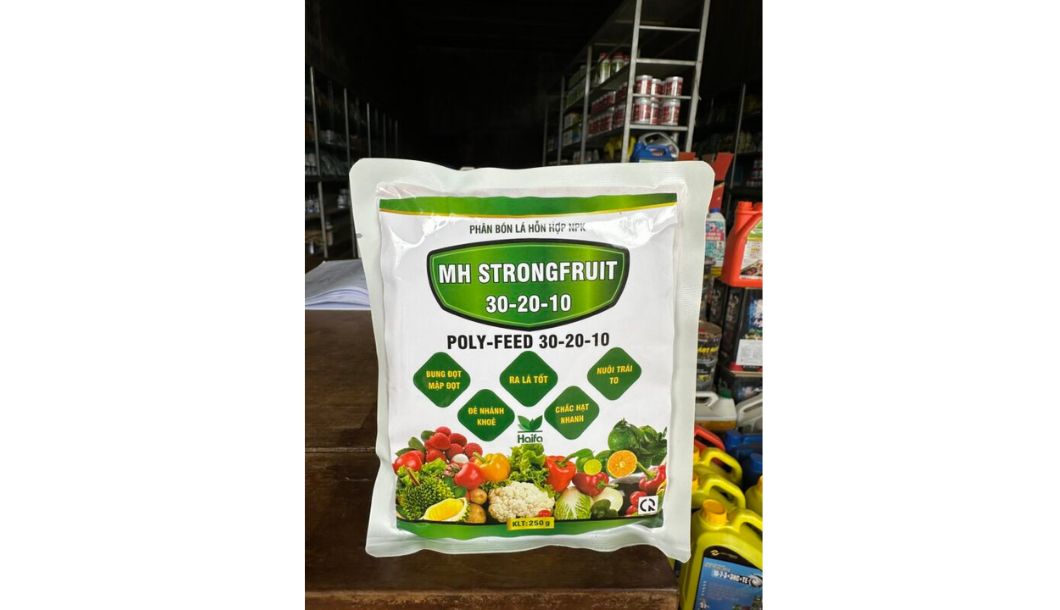 PHÂN BÓN LÁ HỖN HỢP NPK
MH STRONGFRUIT
30-20-10
POLY-FEED 30-20-10
BUNG ĐỌT
MẬP ĐỌT
RA LÁ TỐT
NUÔI TRÁI
TO
ĐẺ NHÁNH
KHOẺ
CHẮC HẠT
NHANH
Haifa
KLT: 250 g